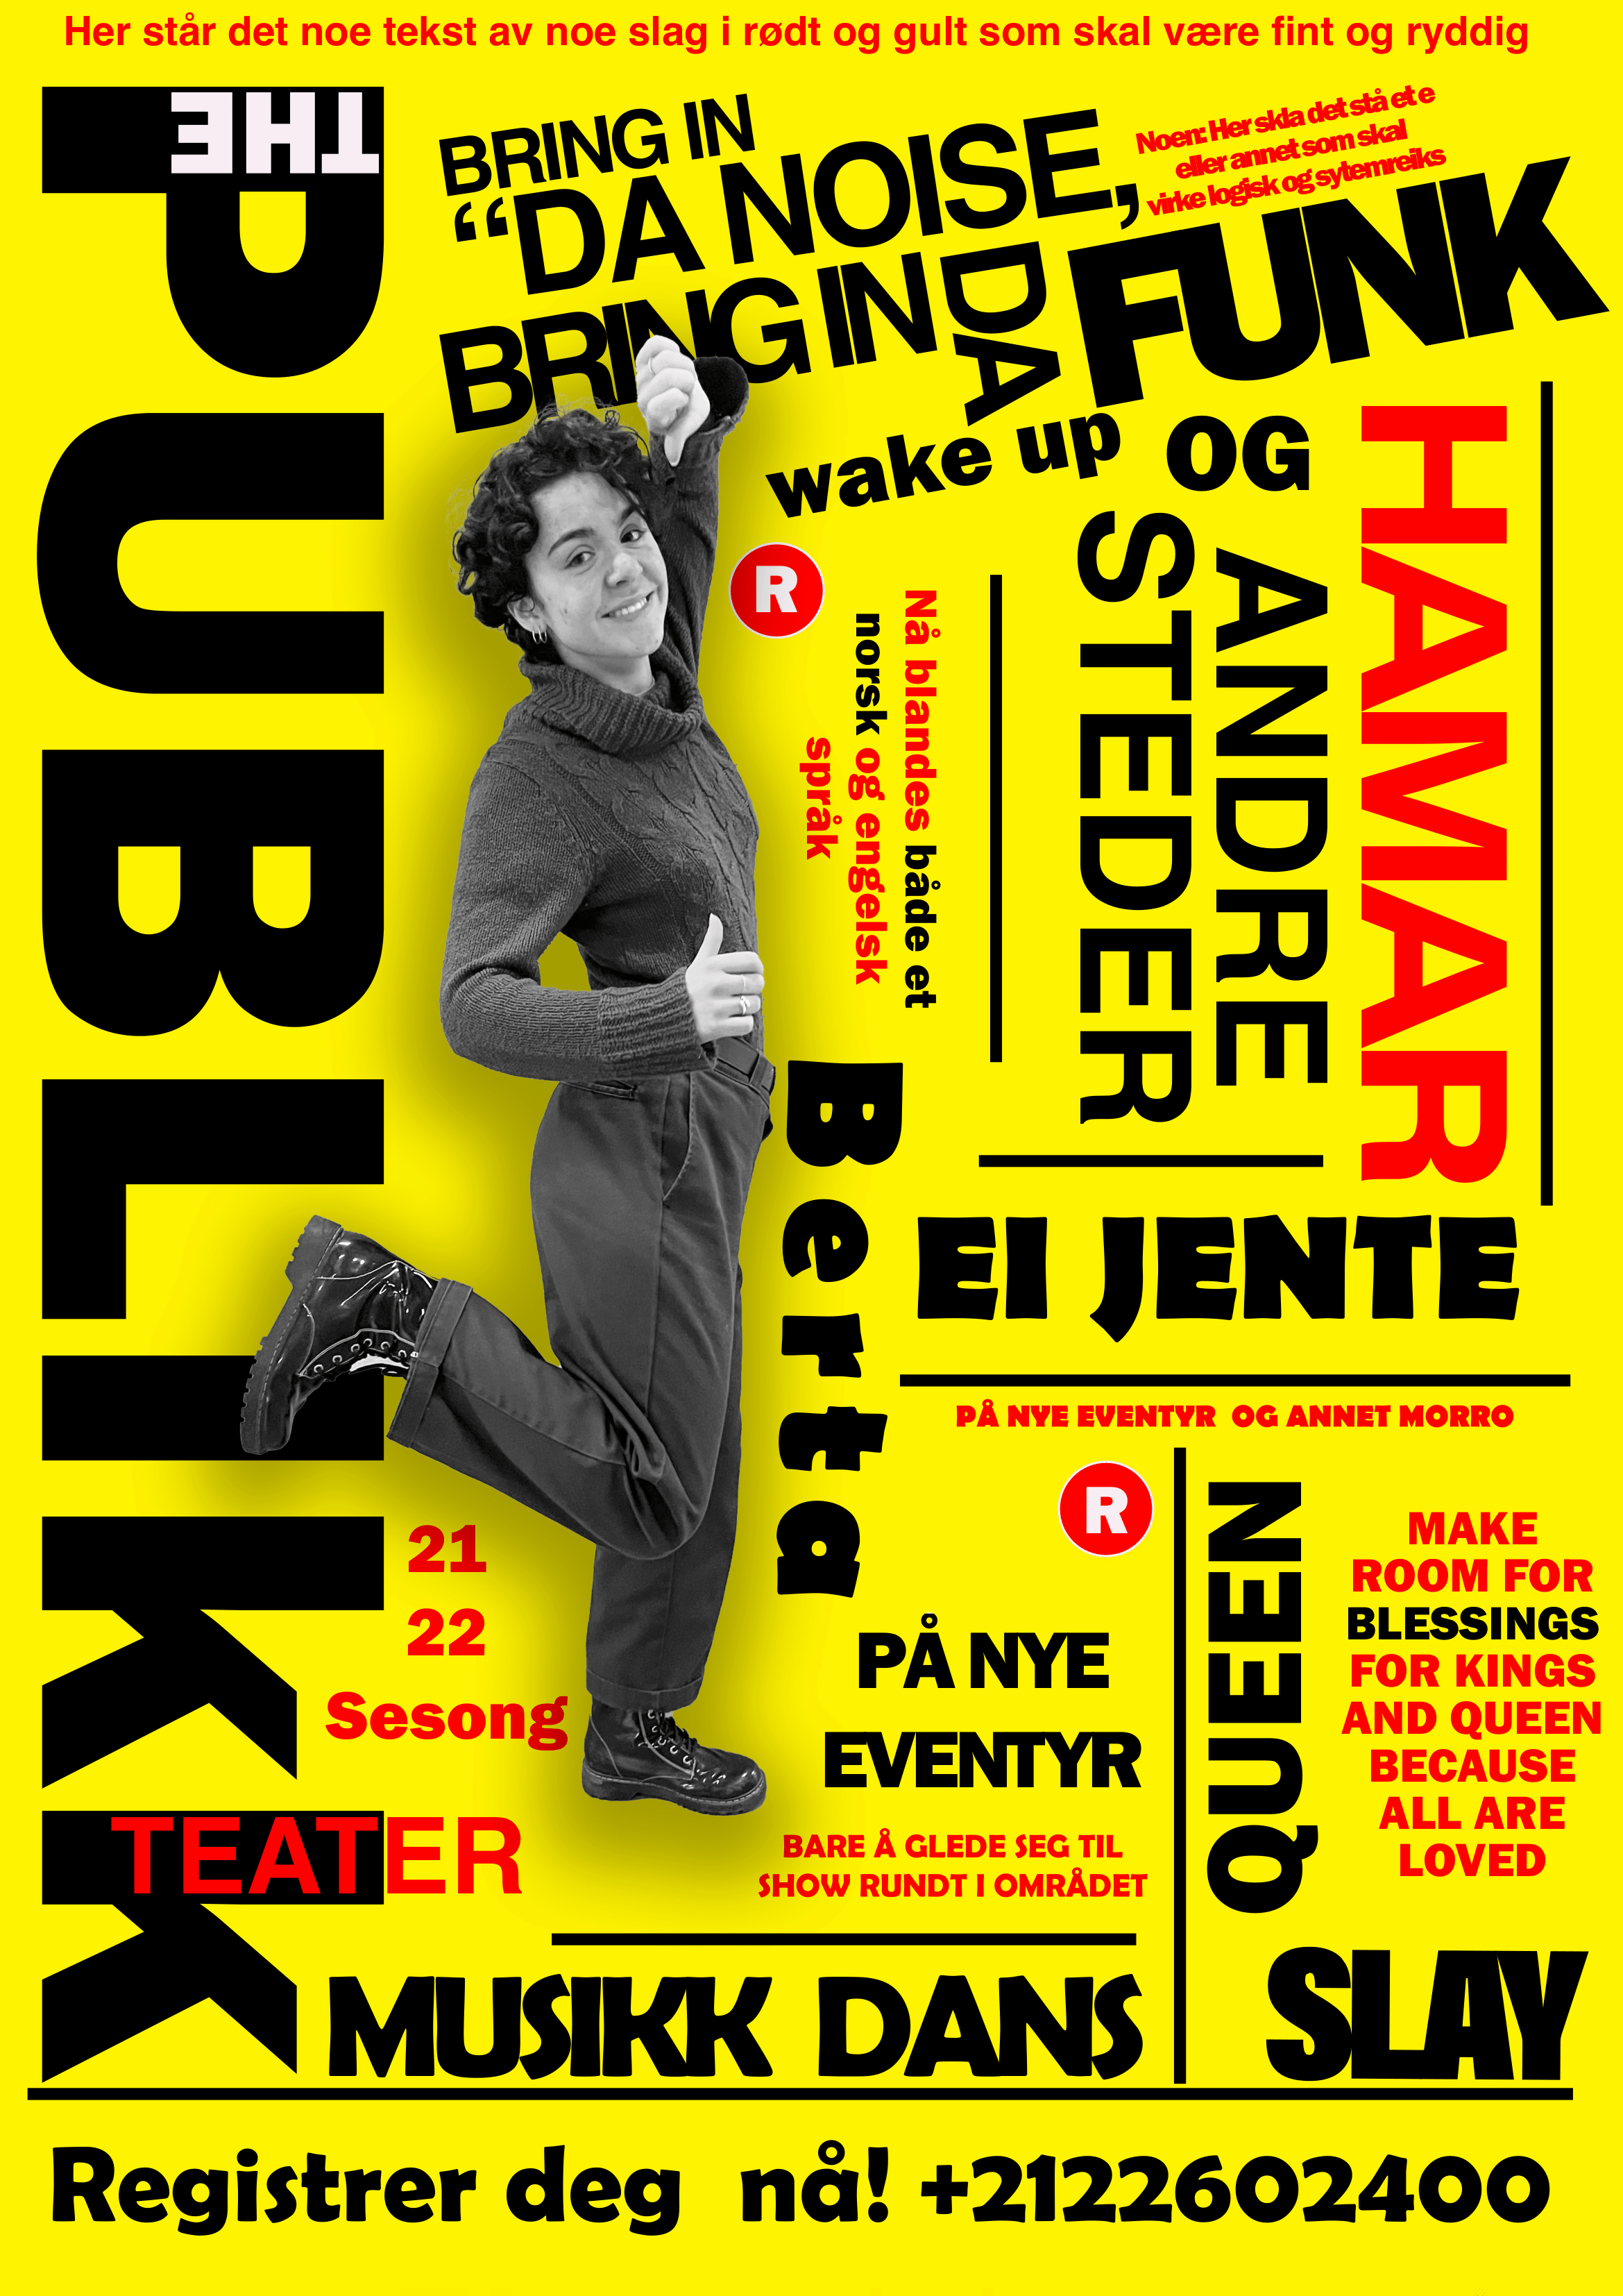 Her står det noe tekst av noe slag i rødt og gult som skal være fint og ryddig
THE
PUBLIKK
BRING IN
“DA NOISE,
BRING IN
DA
FUNK
Noen: Her skla det stå et e
eller annet som skal
virke logisk og sytemreiks
wake up
OG
ANDRE
STEDER
HAMAR
R
Nå blandes både et
norsk og engelsk
språk
Berta
EI JENTE
PÅ NYE EVENTYR OG ANNET MORRO
R
QUEEN
MAKE
ROOM FOR
BLESSINGS
FOR KINGS
AND QUEEN
BECAUSE
ALL ARE
LOVED
21
22
Sesong
TEATER
PÅ NYE
EVENTYR
BARE Å GLEDE SEG TIL
SHOW RUNDT I OMRÅDET
MUSIKK DANS
SLAY
Registrer deg nå! +2122602400